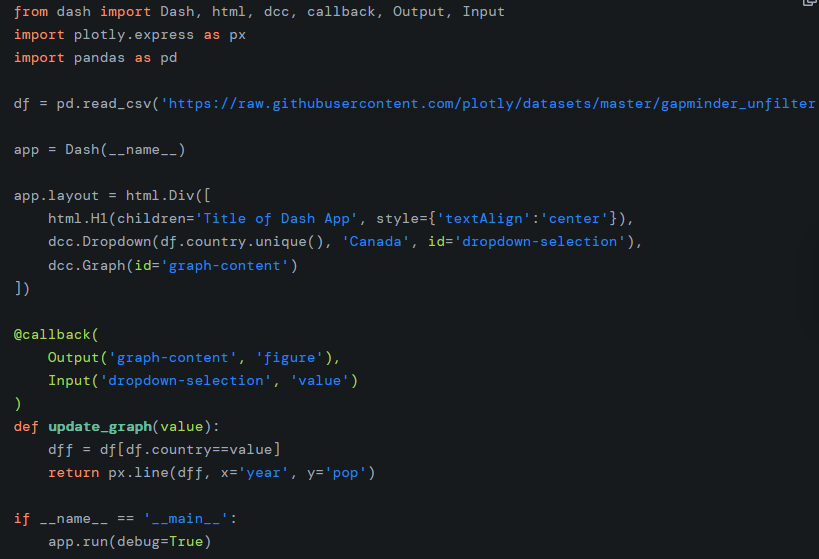 from dash import Dash, html, dcc, callback, Output, Input
import plotly.express as px
import pandas as pd

df = pd.read_csv('https://raw.githubusercontent.com/plotly/datasets/master/gapminder_unfilter

app = Dash(__name__)

app.layout = html.Div([
    html.H1(children='Title of Dash App', style={'textAlign':'center'}),
    dcc.Dropdown(df.country.unique(), 'Canada', id='dropdown-selection'),
    dcc.Graph(id='graph-content')
])

@callback(
    Output('graph-content', 'figure'),
    Input('dropdown-selection', 'value')
)
def update_graph(value):
    dff = df[df.country==value]
    return px.line(dff, x='year', y='pop')

if __name__ == '__main__':
    app.run(debug=True)